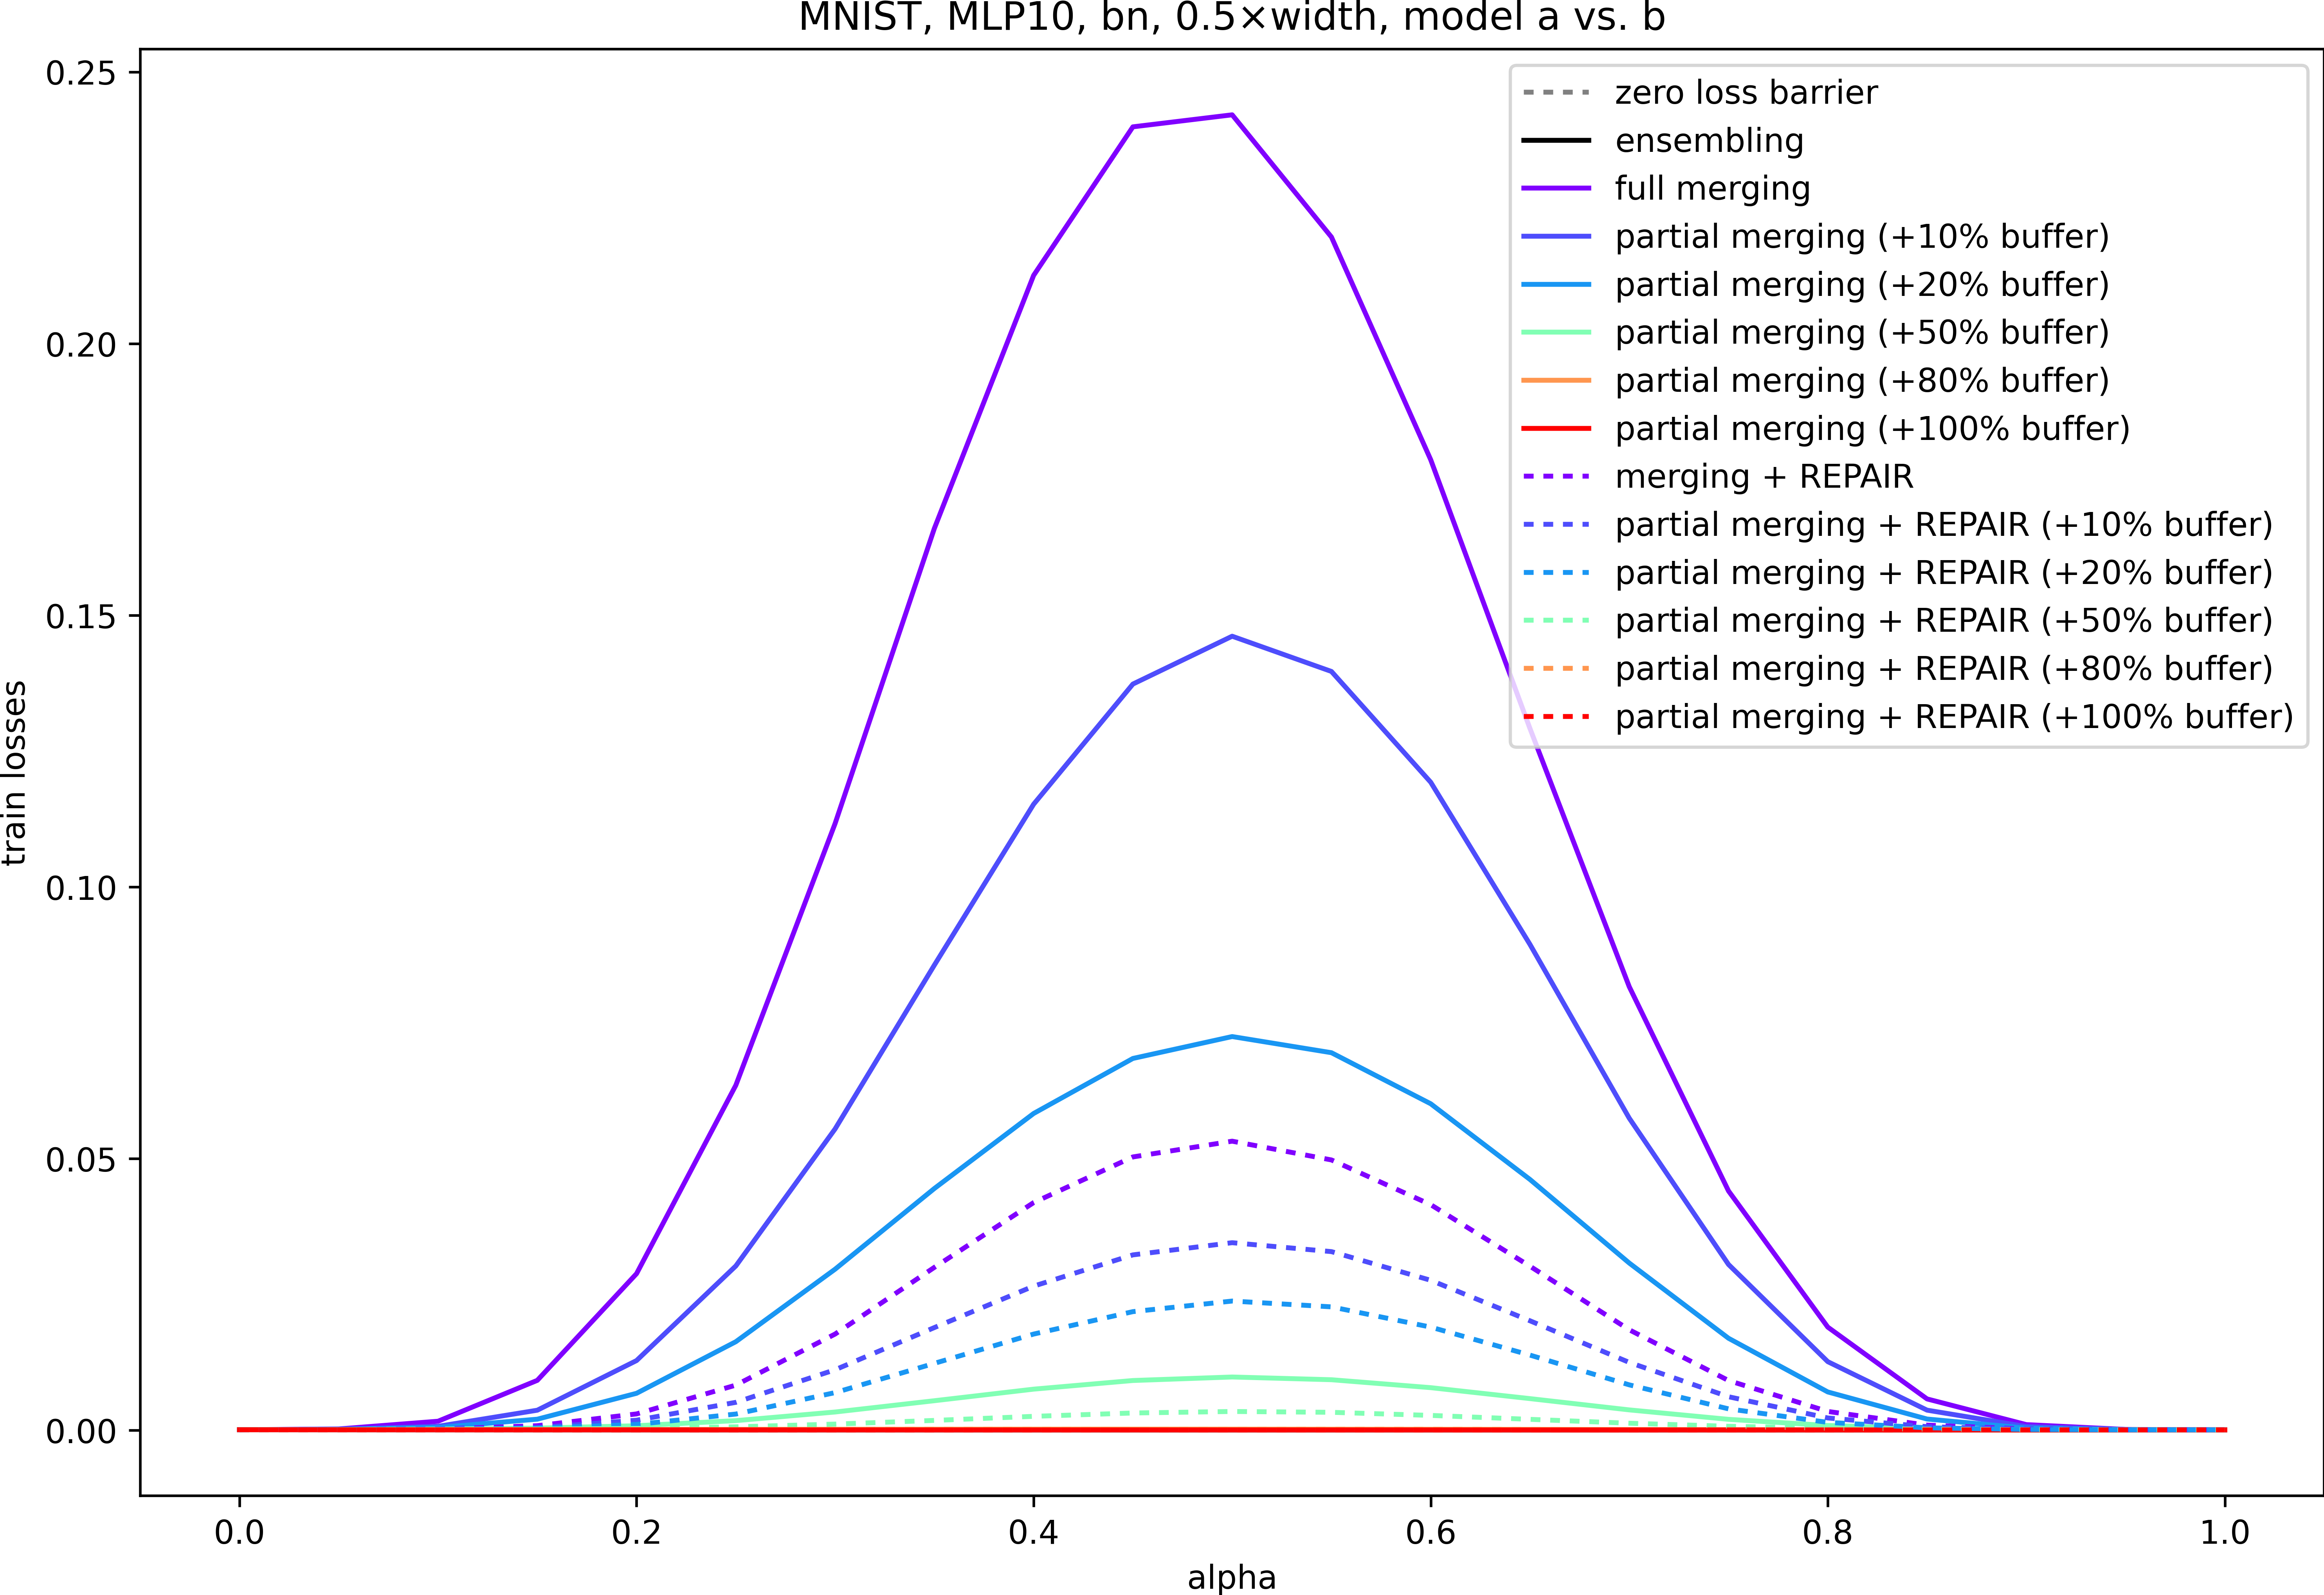 MNIST, MLP10, bn, 0.5×width, model a vs. b
0.25
0.20
0.15
0.10
0.05
0.00
train losses
zero loss barrier
ensembling
full merging
partial merging (+10% buffer)
partial merging (+20% buffer)
partial merging (+50% buffer)
partial merging (+80% buffer)
partial merging (+100% buffer)
merging + REPAIR
partial merging + REPAIR (+10% buffer)
partial merging + REPAIR (+20% buffer)
partial merging + REPAIR (+50% buffer)
partial merging + REPAIR (+80% buffer)
partial merging + REPAIR (+100% buffer)
0.0 0.2 0.4 0.6 0.8 1.0
alpha